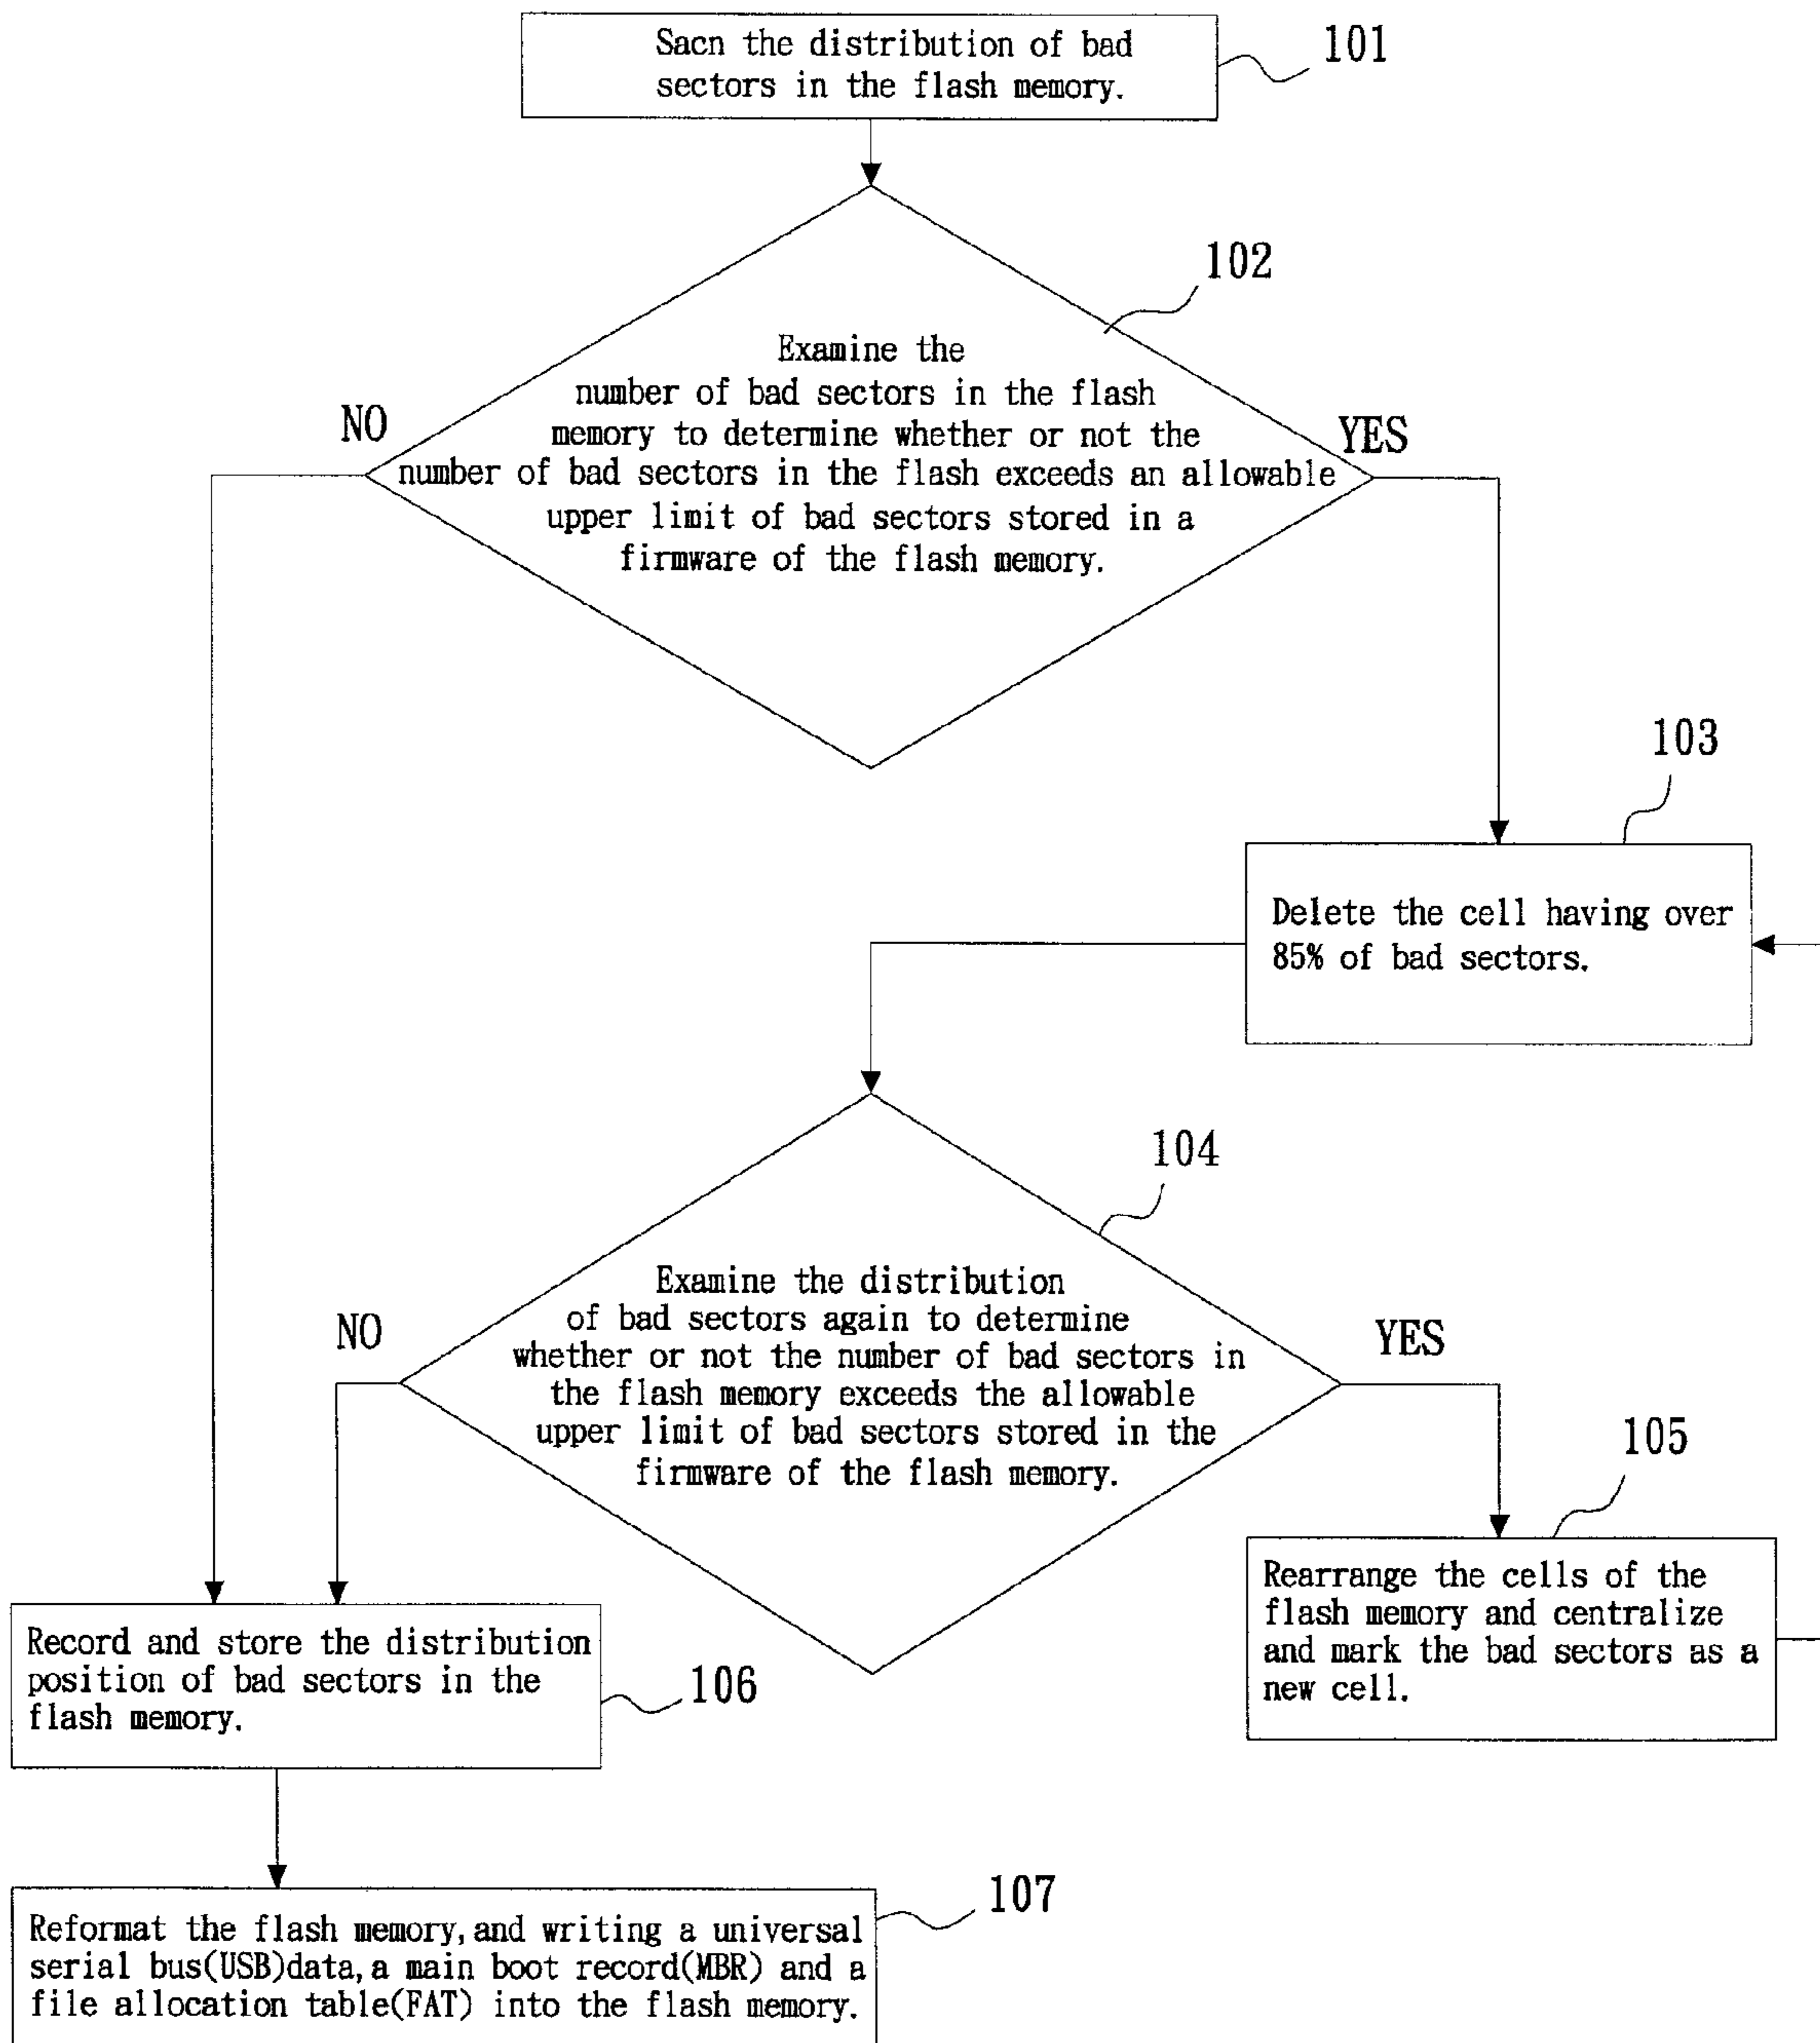 Sacn the distribution of bad
sectors in the flash memory.
101
102
Examine the
number of bad sectors in the flash
memory to determine whether or not the
number of bad sectors in the flash exceeds an allowable
upper limit of bad sectors stored in a
firmware of the flash memory.
NO
YES
103
Delete the cell having over
85% of bad sectors.
104
Examine the distribution
of bad sectors again to determine
whether or not the number of bad sectors in
the flash memory exceeds the allowable
upper limit of bad sectors stored in the
firmware of the flash memory.
NO
YES
105
Rearrange the cells of the
flash memory and centralize
and mark the bad sectors as a
new cell.
Record and store the distribution
position of bad sectors in the
flash memory.
106
107
Reformat the flash memory, and writing a universal
serial bus(USB)data, a main boot record(MBR) and a
file allocation table(FAT) into the flash memory.